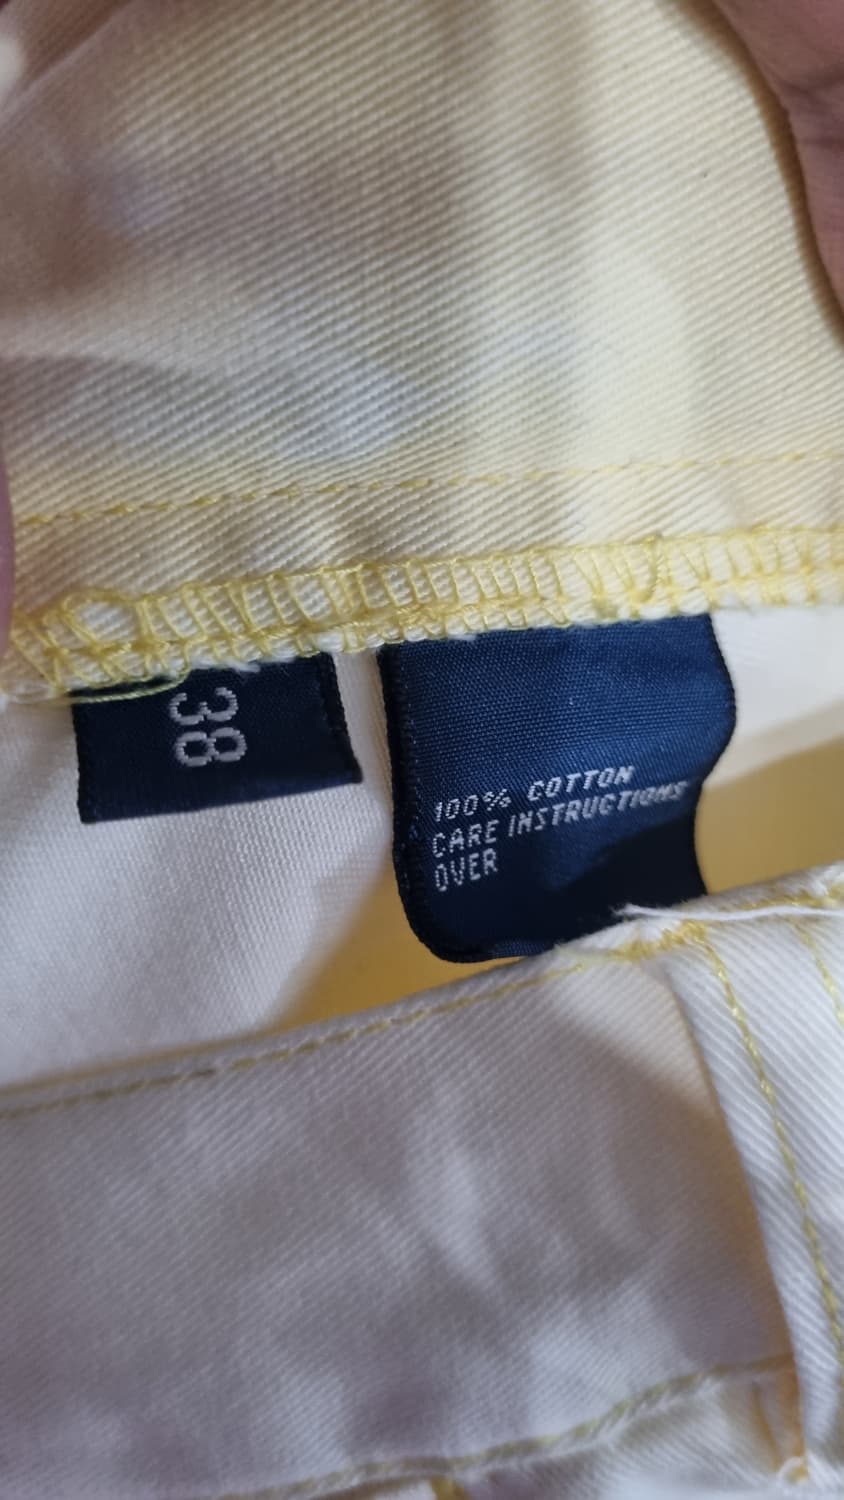 38
100% COTTON
CARE INSTRUCTIONS
OVER